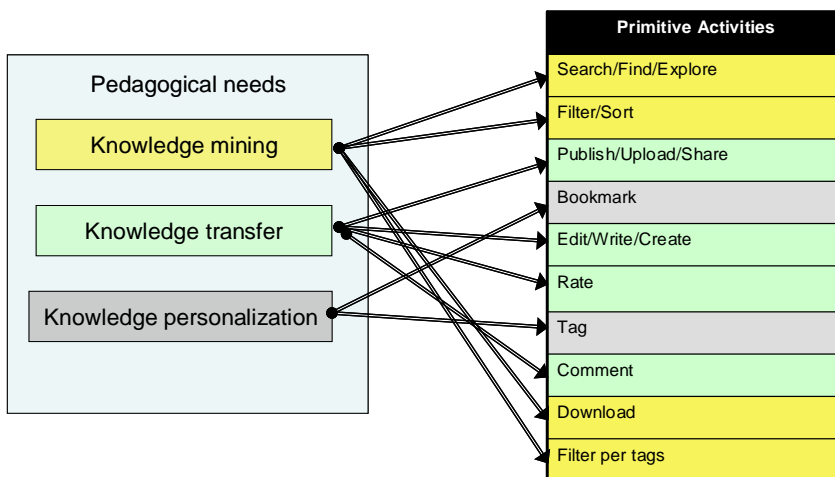 Pedagogical needs
Knowledge mining
Knowledge transfer
Knowledge personalization
Primitive Activities
Search/Find/Explore
Filter/Sort
Publish/Upload/Share
Bookmark
Edit/Write/Create
Rate
Tag
Comment
Download
Filter per tags